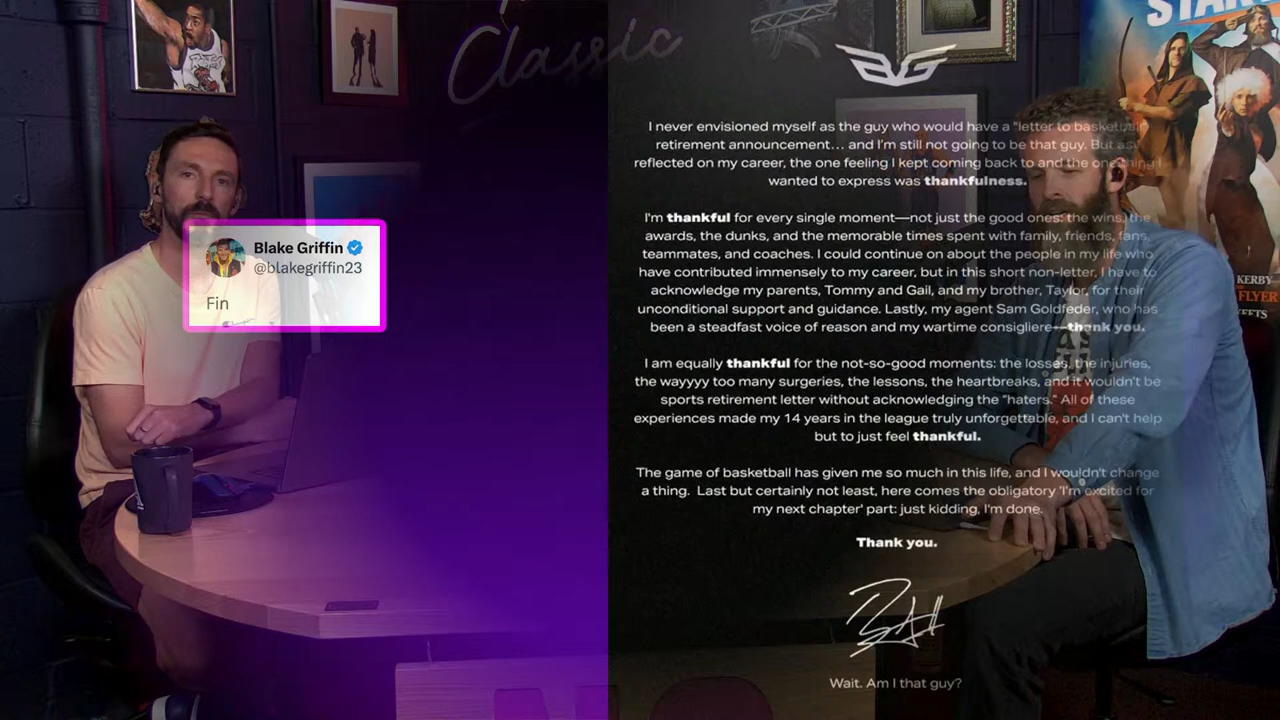 Classic
STAR
BG
Blake Griffin
@blakegriffin23
Fin
I never envisioned myself as the guy who would have a "letter to basketball"
retirement announcement... and I'm still not going to be that guy. But as I
reflected on my career, the one feeling I kept coming back to and the one thing I
wanted to express was thankfulness.
I'm thankful for every single moment—not just the good ones: the wins, the
awards, the dunks, and the memorable times spent with family, friends, fans,
teammates, and coaches. I could continue on about the people in my life who
have contributed immensely to my career, but in this short non-letter, I have to
acknowledge my parents, Tommy and Gail, and my brother, Taylor, for their
unconditional support and guidance. Lastly, my agent Sam Goldfeder, who has
been a steadfast voice of reason and my wartime consigliere—thank you.
I am equally thankful for the not-so-good moments: the losses, the injuries,
the wayyyy too many surgeries, the lessons, the heartbreaks, and it wouldn't be
sports retirement letter without acknowledging the "haters." All of these
experiences made my 14 years in the league truly unforgettable, and I can't help
but to just feel thankful.
The game of basketball has given me so much in this life, and I wouldn't change
a thing. Last but certainly not least, here comes the obligatory 'I'm excited for
my next chapter' part: just kidding, I'm done.
Thank you.
Wait. Am I that guy?
KERBY
FLYER